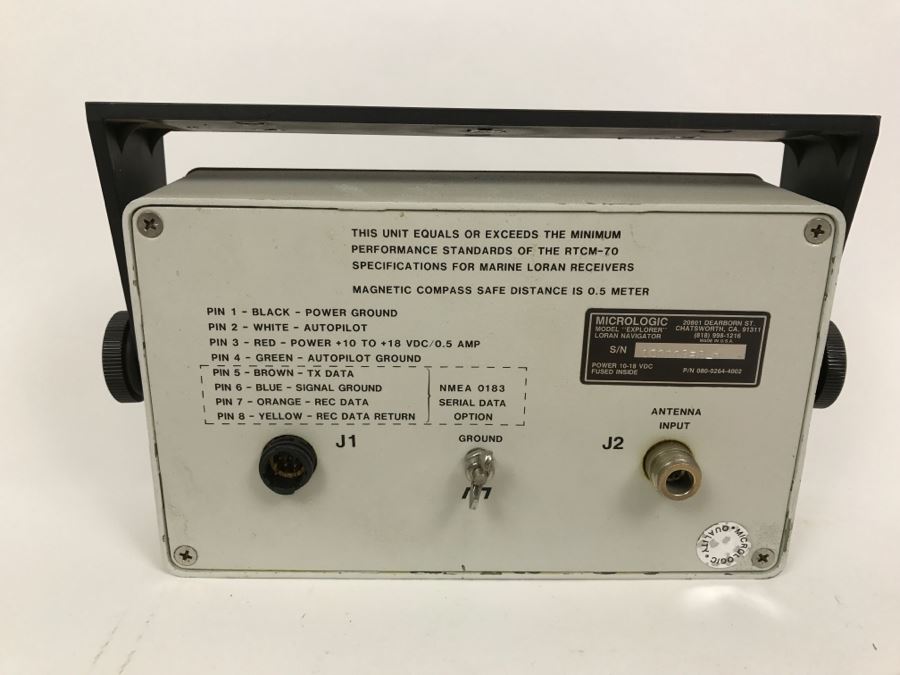 THIS UNIT EQUALS OR EXCEEDS THE MINIMUM
PERFORMANCE STANDARDS OF THE RTCM-70
SPECIFICATIONS FOR MARINE LORAN RECEIVERS
MAGNETIC COMPASS SAFE DISTANCE IS 0.5 METER
PIN 1 - BLACK - POWER GROUND
PIN 2 - WHITE - AUTOPILOT
PIN 3 - RED - POWER +10 TO +18 VDC/0.5 AMP
PIN 4 - GREEN - AUTOPILOT GROUND
PIN 5 - BROWN - TX DATA
PIN 6 - BLUE - SIGNAL GROUND
PIN 7 - ORANGE - REC DATA
PIN 8 - YELLOW - REC DATA RETURN
NMEA 0183
SERIAL DATA
OPTION
MICROLOGIC
MODEL "EXPLORER"
LORAN NAVIGATOR
20801 DEARBORN ST.
CHATSWORTH, CA. 91311
(818) 998-1216
MADE IN U.S.A.
S/N
POWER 10-18 VDC
FUSED INSIDE
P/N 080-0264-4002
J1
GROUND
J2
ANTENNA
INPUT
MICROLOGIC
QUALITY